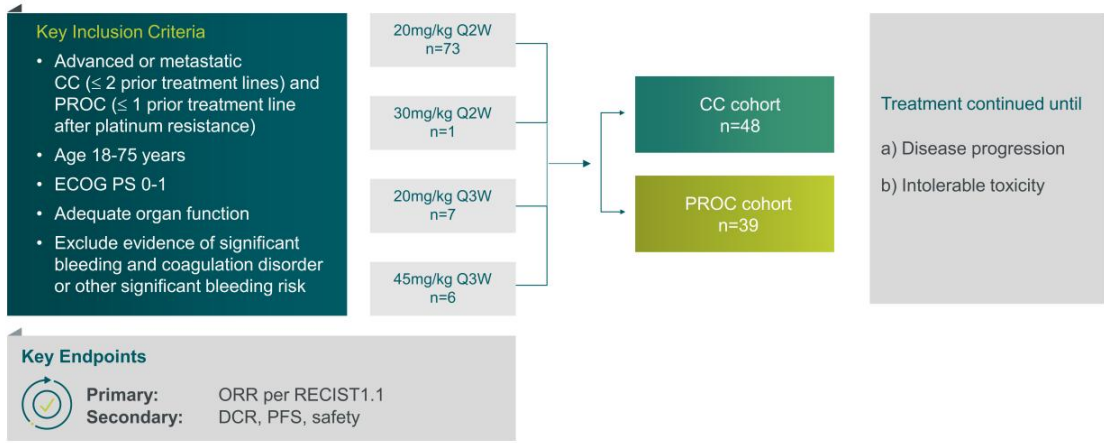 Key Inclusion Criteria
• Advanced or metastatic
CC (≤ 2 prior treatment lines) and
PROC (≤ 1 prior treatment line
after platinum resistance)
• Age 18-75 years
• ECOG PS 0-1
• Adequate organ function
• Exclude evidence of significant
bleeding and coagulation disorder
or other significant bleeding risk
20mg/kg Q2W
n=73
30mg/kg Q2W
n=1
20mg/kg Q3W
n=7
45mg/kg Q3W
n=6
CC cohort
n=48
PROC cohort
n=39
Treatment continued until
a) Disease progression
b) Intolerable toxicity
Key Endpoints
Primary: ORR per RECIST1.1
Secondary: DCR, PFS, safety